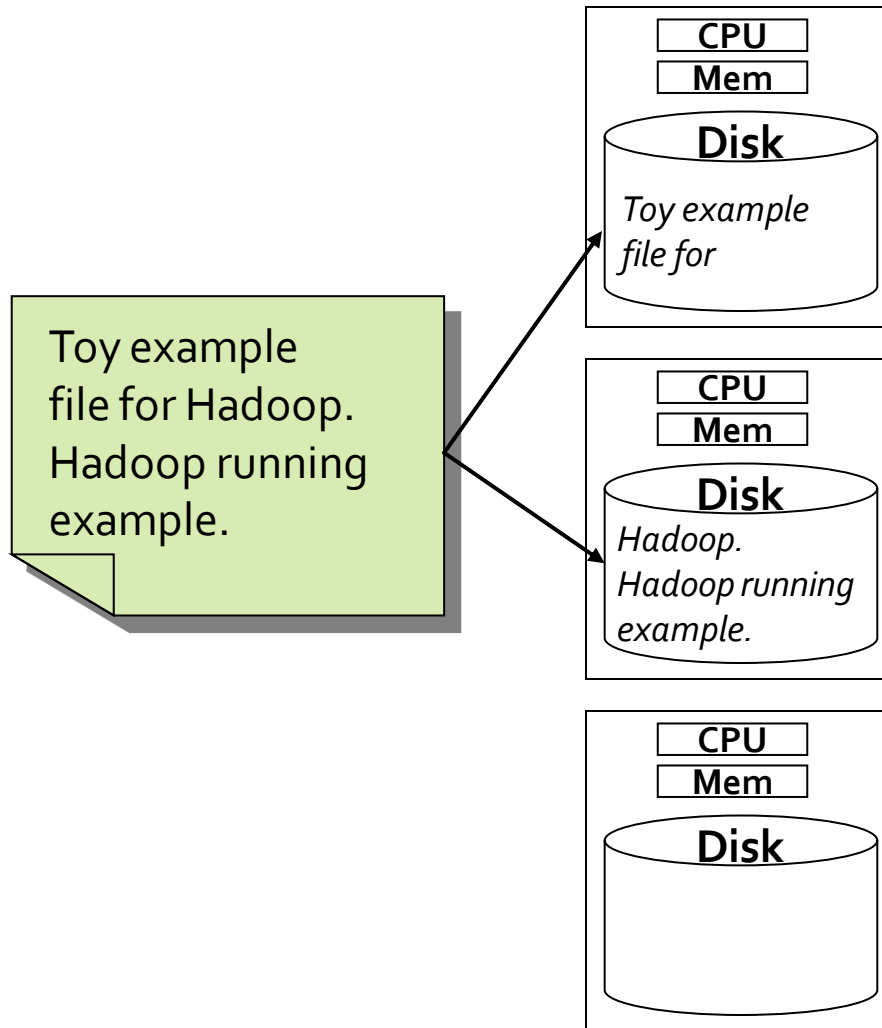 Toy example
file for Hadoop.
Hadoop running
example.
CPU
Mem
Disk
Toy example
file for
CPU
Mem
Disk
Hadoop.
Hadoop running
example.
CPU
Mem
Disk